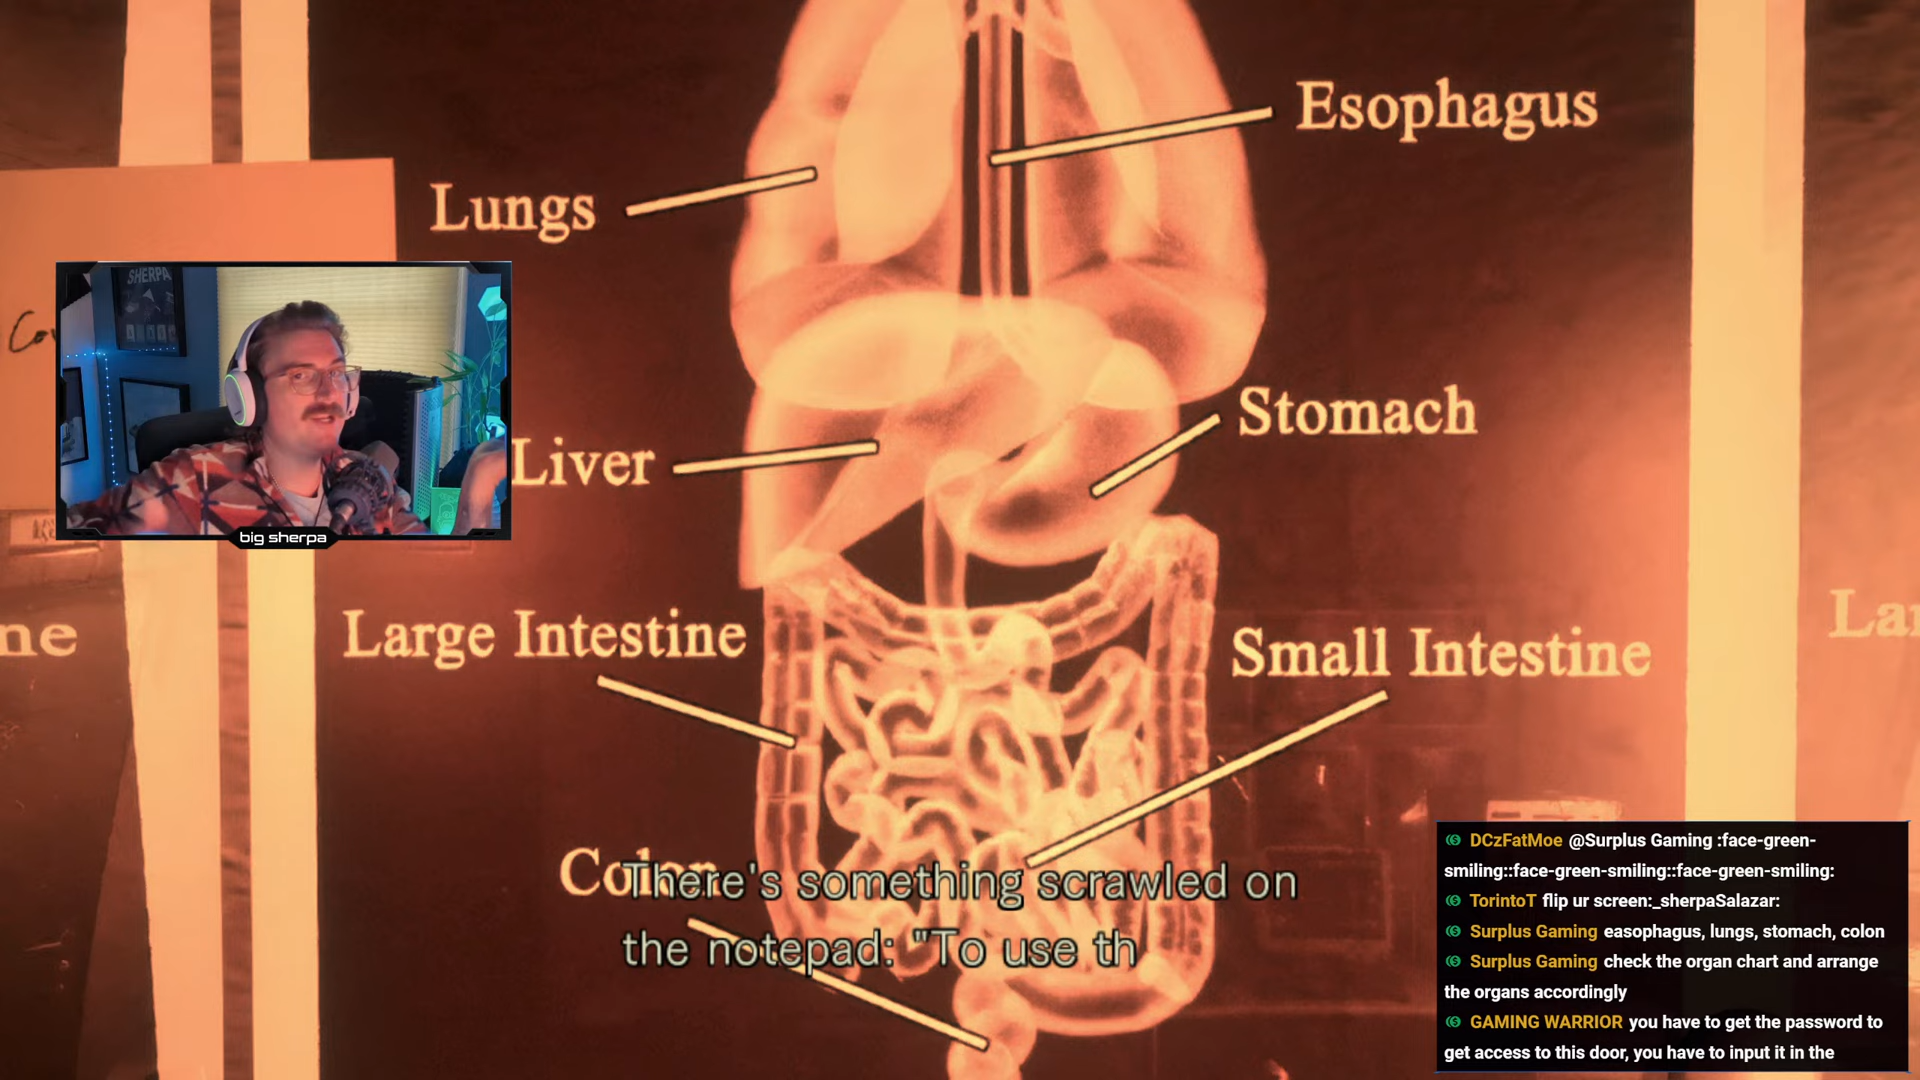 Esophagus
Lungs
SHERPA
Stomach
Liver
big sherpa
ne
Large Intestine
Small Intestine
There's something scrawled on
the notepad: "To use th
DCzFatMoe @Surplus Gaming :face-green-
smiling::face-green-smiling::face-green-smiling:
TorintoT flip ur screen:_sherpaSalazar:
Surplus Gaming easophagus, lungs, stomach, colon
Surplus Gaming check the organ chart and arrange
the organs accordingly
GAMING WARRIOR you have to get the password to
get access to this door, you have to input it in the